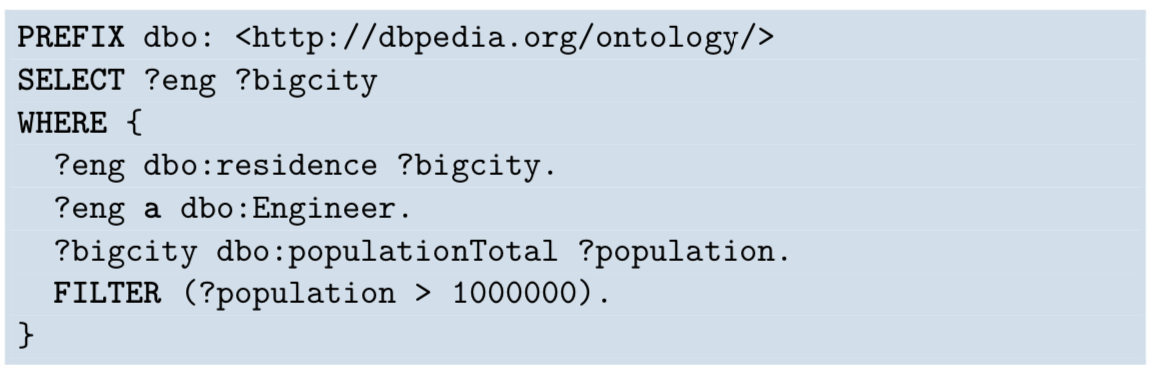 PREFIX dbo: <http://dbpedia.org/ontology/>
SELECT ?eng ?bigcity
WHERE {
  ?eng dbo:residence ?bigcity.
  ?eng a dbo:Engineer.
  ?bigcity dbo:populationTotal ?population.
  FILTER (?population > 1000000).
}